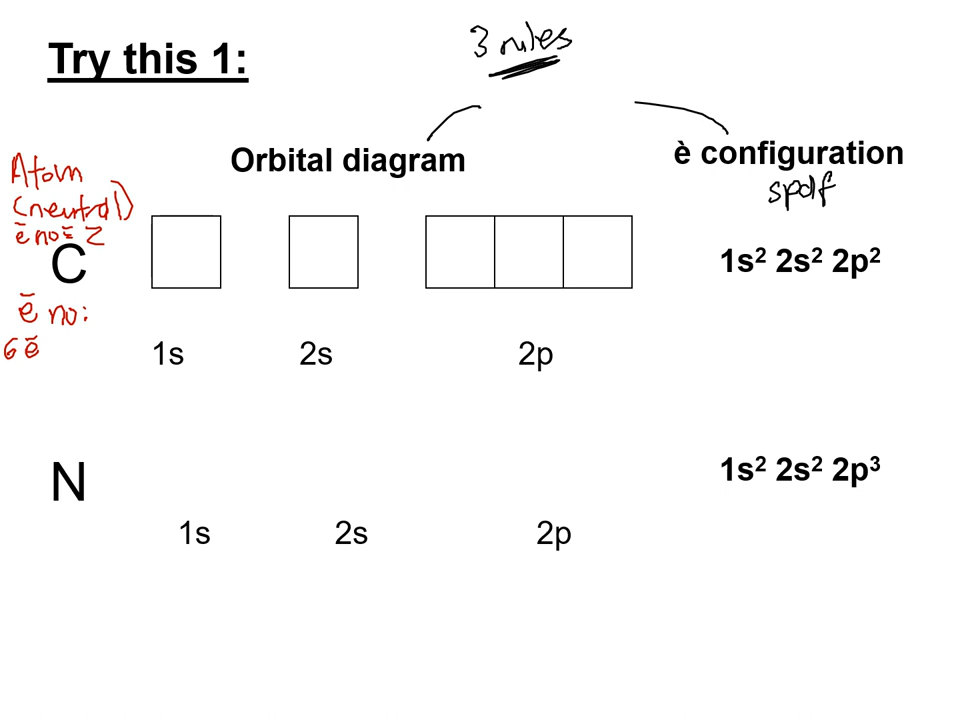 Try this 1:
3 rules
Orbital diagram
è configuration
spdf
Atom
(neutral)
ē no = Z
C
1s² 2s² 2p²
ē no:
6ē
1s 2s 2p
N
1s² 2s² 2p³
1s 2s 2p